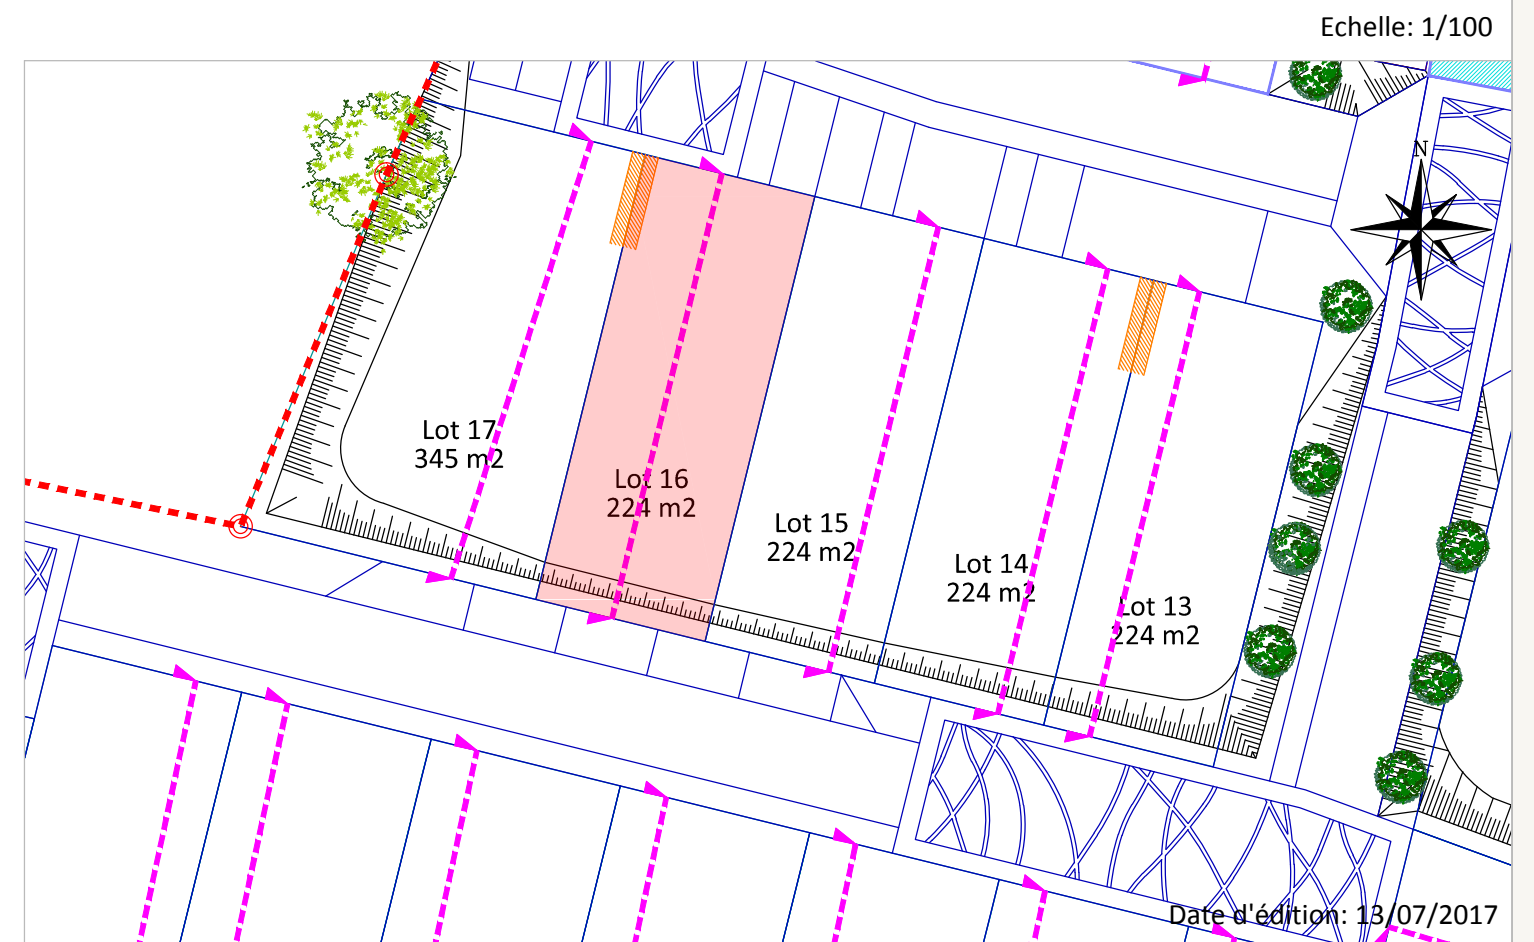 Echelle: 1/100
N
Lot 17
345 m2
Lot 16
224 m2
Lot 15
224 m2
Lot 14
224 m2
Lot 13
224 m2
Date d'édition: 13/07/2017